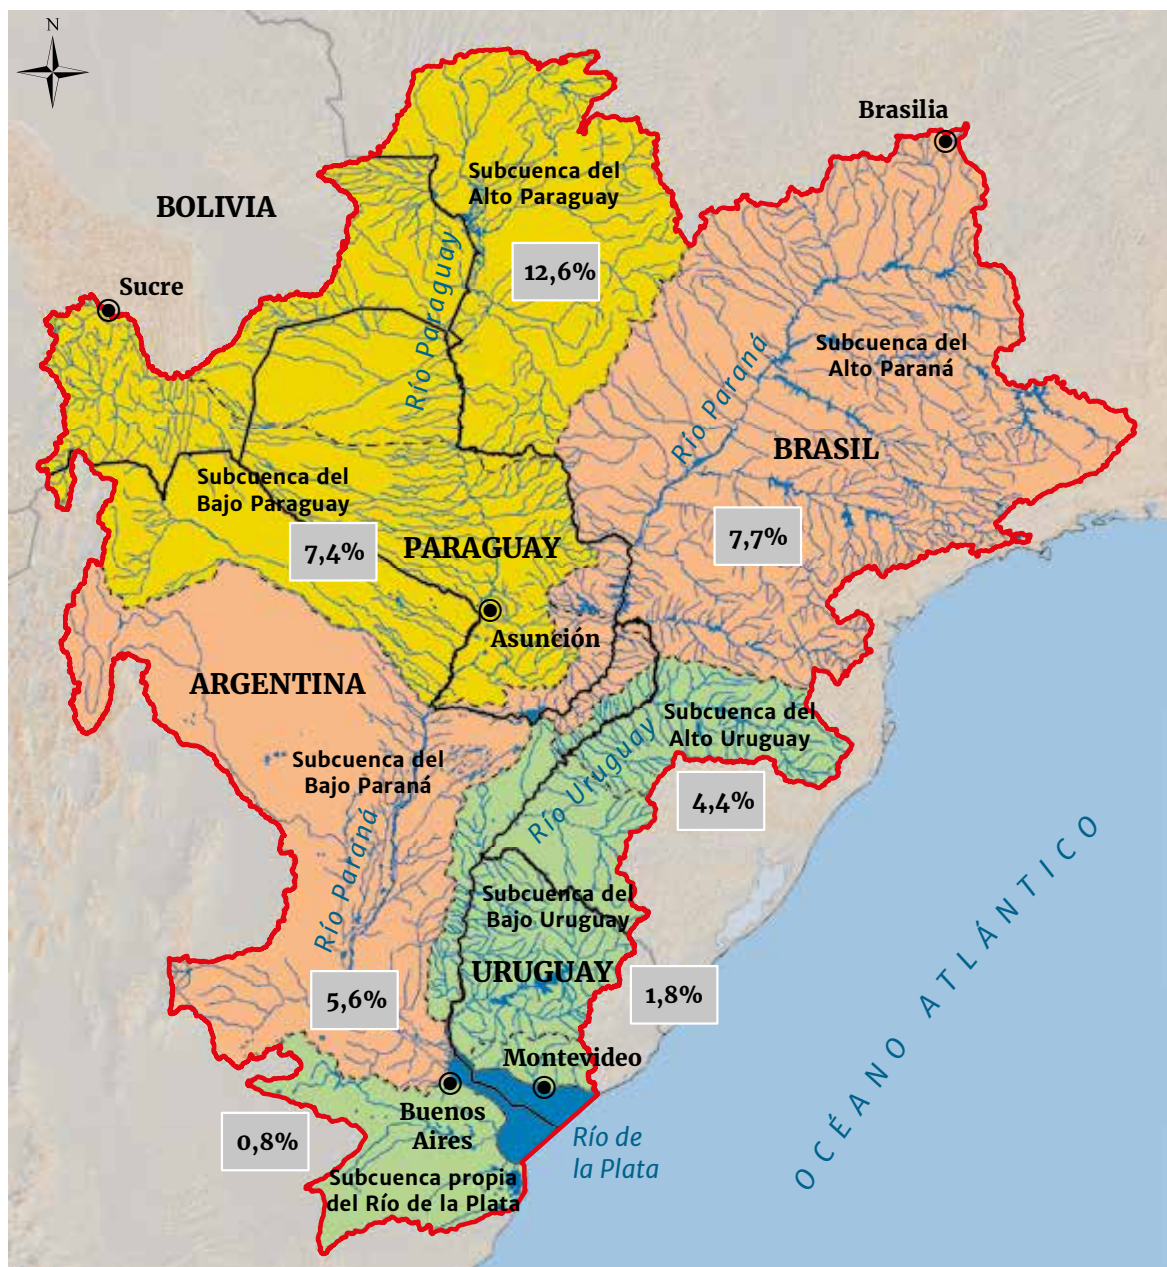 N
Brasilia
Subcuenca del
Alto Paraguay
BOLIVIA
Río Paraguay
12,6%
Sucre
Subcuenca del
Alto Paraná
Río Paraná
BRASIL
Subcuenca del
Bajo Paraguay
7,4%
PARAGUAY
7,7%
Asunción
ARGENTINA
Subcuenca del
Alto Uruguay
Río Uruguay
Subcuenca del
Bajo Paraná
4,4%
Río Paraná
Subcuenca del
Bajo Uruguay
URUGUAY
5,6%
1,8%
OCÉANO ATLÁNTICO
Montevideo
Buenos
Aires
0,8%
Río de
la Plata
Subcuenca propia
del Río de la Plata